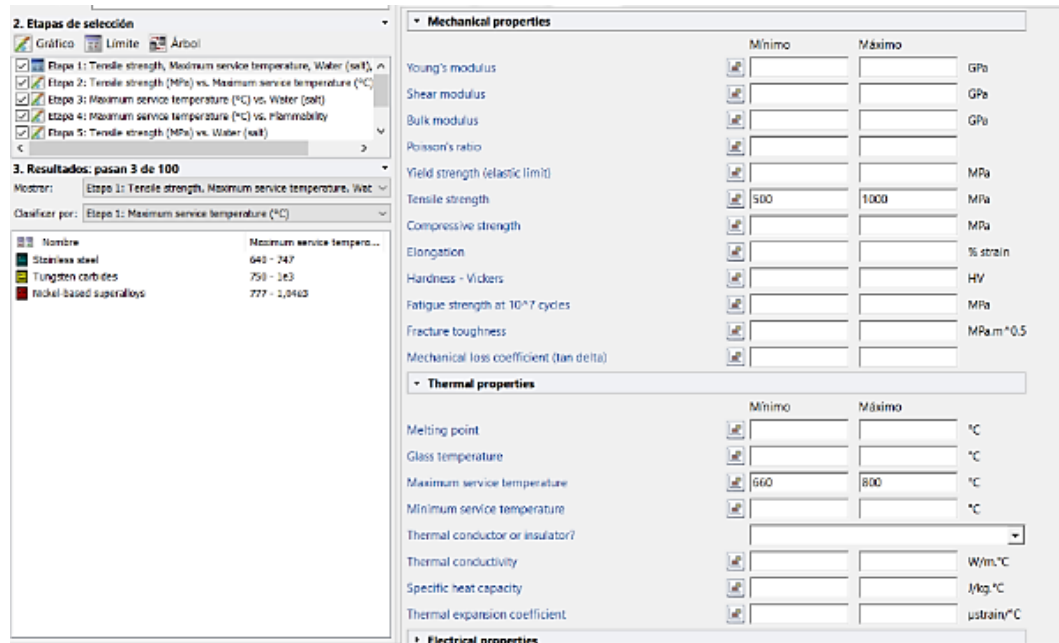 2. Etapas de selección
Gráfico Límite Árbol
Etapa 1: Tensile strength, Maximum service temperature, Water (salt),
Etapa 2: Tensile strength (MPa) vs. Maximum service temperature (°C)
Etapa 3: Maximum service temperature (°C) vs. Water (salt)
Etapa 4: Maximum service temperature (°C) vs. Flammability
Etapa 5: Tensile strength (MPa) vs. Water (salt)
3. Resultados: pasan 3 de 100
Mostrar: Etapa 1: Tensile strength, Maximum service temperature, Wat
Clasificar por: Etapa 1: Maximum service temperature (°C)
Nombre Maximum service tempera...
Stainless steel 640 - 747
Tungsten carbides 750 - 1e3
Nickel-based superalloys 777 - 1,04e3
Mechanical properties
Mínimo Máximo
Young's modulus GPa
Shear modulus GPa
Bulk modulus GPa
Poisson's ratio
Yield strength (elastic limit) MPa
Tensile strength 500 1000 MPa
Compressive strength MPa
Elongation % strain
Hardness - Vickers HV
Fatigue strength at 10^7 cycles MPa
Fracture toughness MPa.m^0.5
Mechanical loss coefficient (tan delta)
Thermal properties
Mínimo Máximo
Melting point °C
Glass temperature °C
Maximum service temperature 660 800 °C
Minimum service temperature °C
Thermal conductor or insulator?
Thermal conductivity W/m.°C
Specific heat capacity J/kg.°C
Thermal expansion coefficient µstrain/°C
Electrical properties